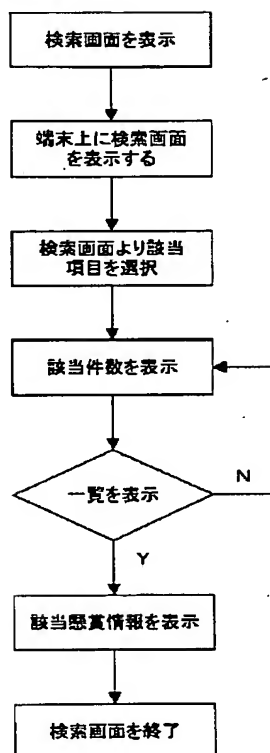 検索画面を表示
端末上に検索画面
を表示する
検索画面より該当
項目を選択
該当件数を表示
一覧を表示
N
Y
該当懸賞情報を表示
検索画面を終了